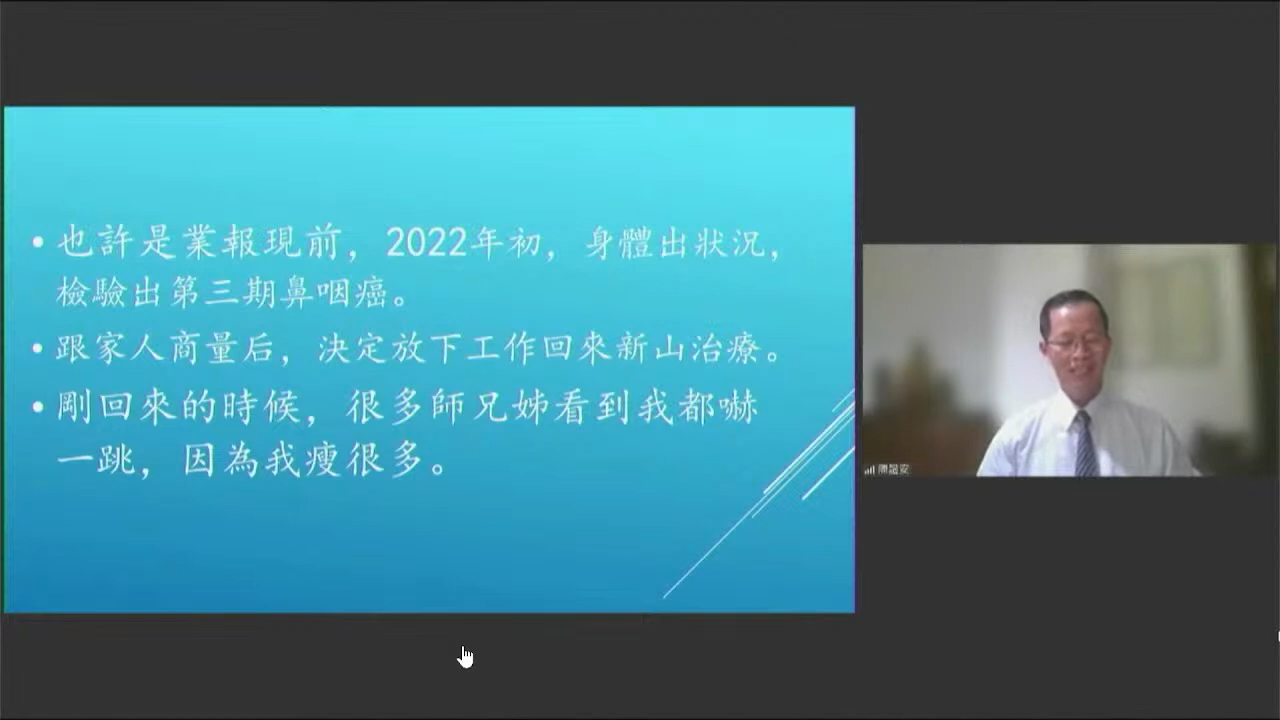 • 也許是業報現前，2022年初，身體出狀況，
檢驗出第三期鼻咽癌。
• 跟家人商量后，決定放下工作回來新山治療。
• 剛回來的時候，很多師兄姊看到我都嚇
一跳，因為我瘦很多。